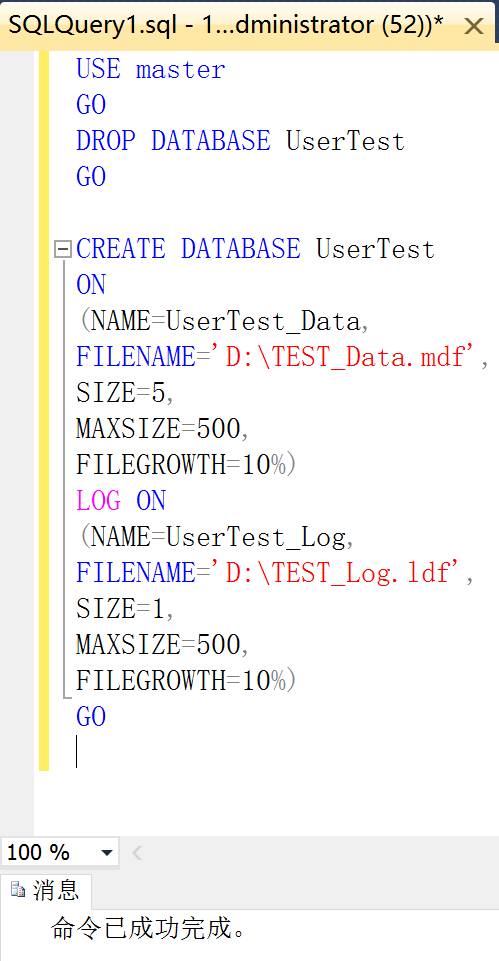 SQLQuery1.sql - 1...dministrator (52))*
USE master
GO
DROP DATABASE UserTest
GO
CREATE DATABASE UserTest
ON
(NAME=UserTest_Data,
FILENAME='D:\TEST_Data.mdf',
SIZE=5,
MAXSIZE=500,
FILEGROWTH=10%)
LOG ON
(NAME=UserTest_Log,
FILENAME='D:\TEST_Log.ldf',
SIZE=1,
MAXSIZE=500,
FILEGROWTH=10%)
GO
100 %
消息
命令已成功完成。